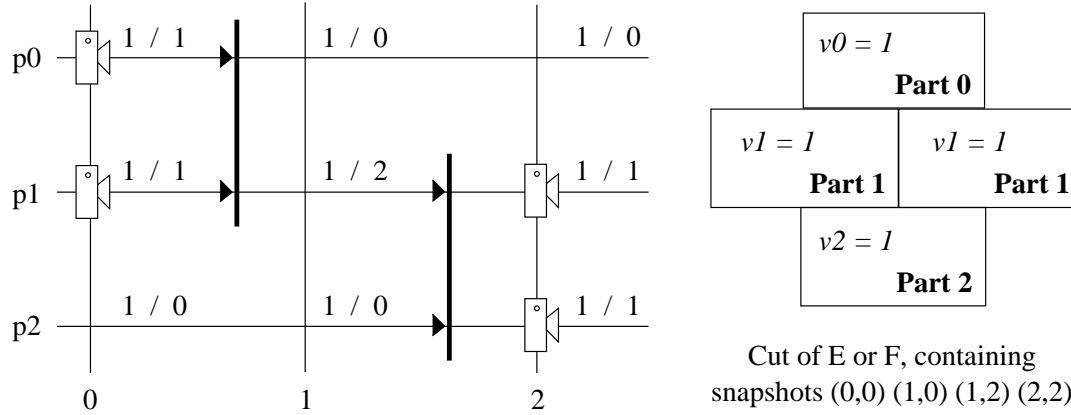 p0 1 / 1 1 / 0 1 / 0
p1 1 / 1 1 / 2 1 / 1
p2 1 / 0 1 / 0 1 / 1
0 1 2
v0 = 1
Part 0
v1 = 1 v1 = 1
Part 1 Part 1
v2 = 1
Part 2
Cut of E or F, containing
snapshots (0,0) (1,0) (1,2) (2,2)